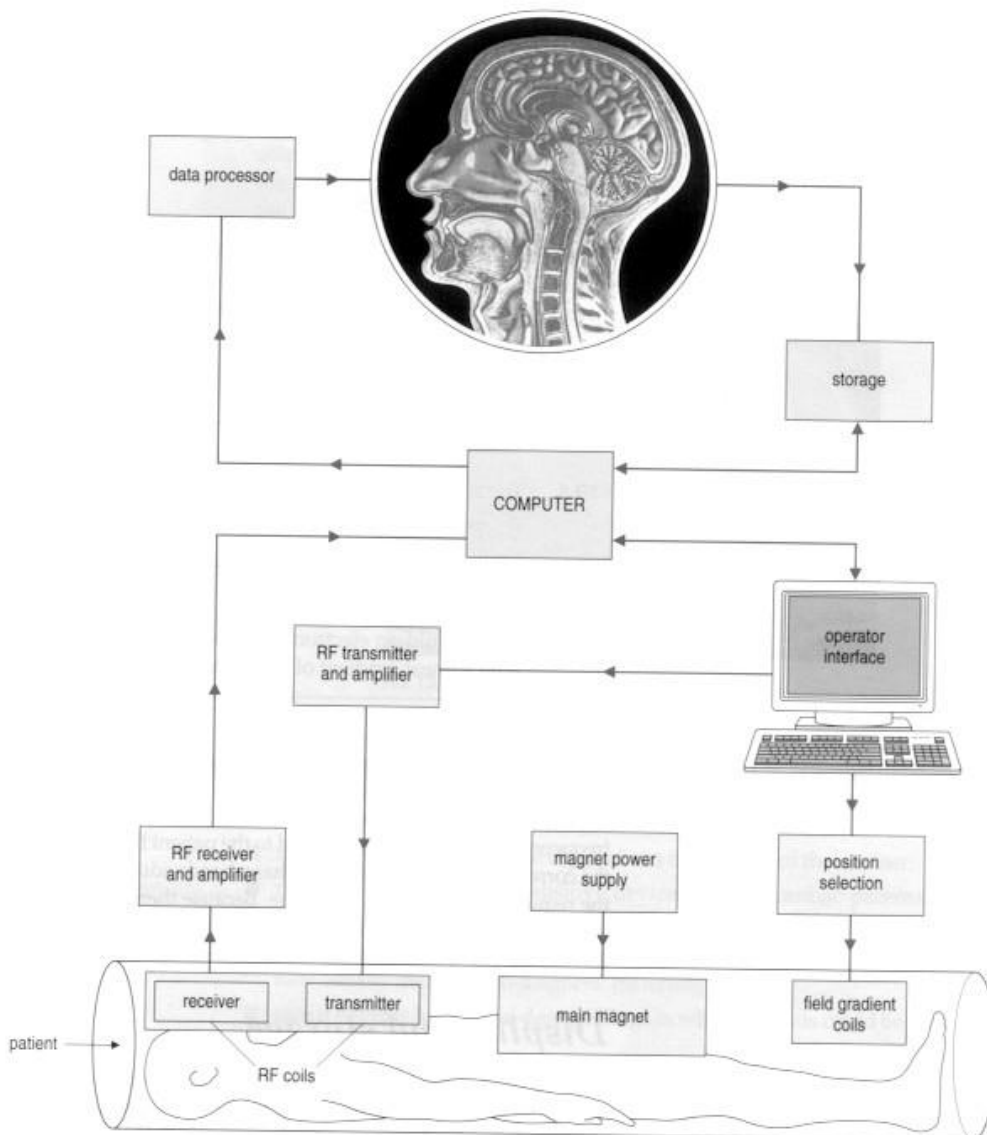 data processor
storage
COMPUTER
operator
interface
RF transmitter
and amplifier
RF receiver
and amplifier
magnet power
supply
position
selection
receiver
transmitter
main magnet
field gradient
coils
patient
RF coils